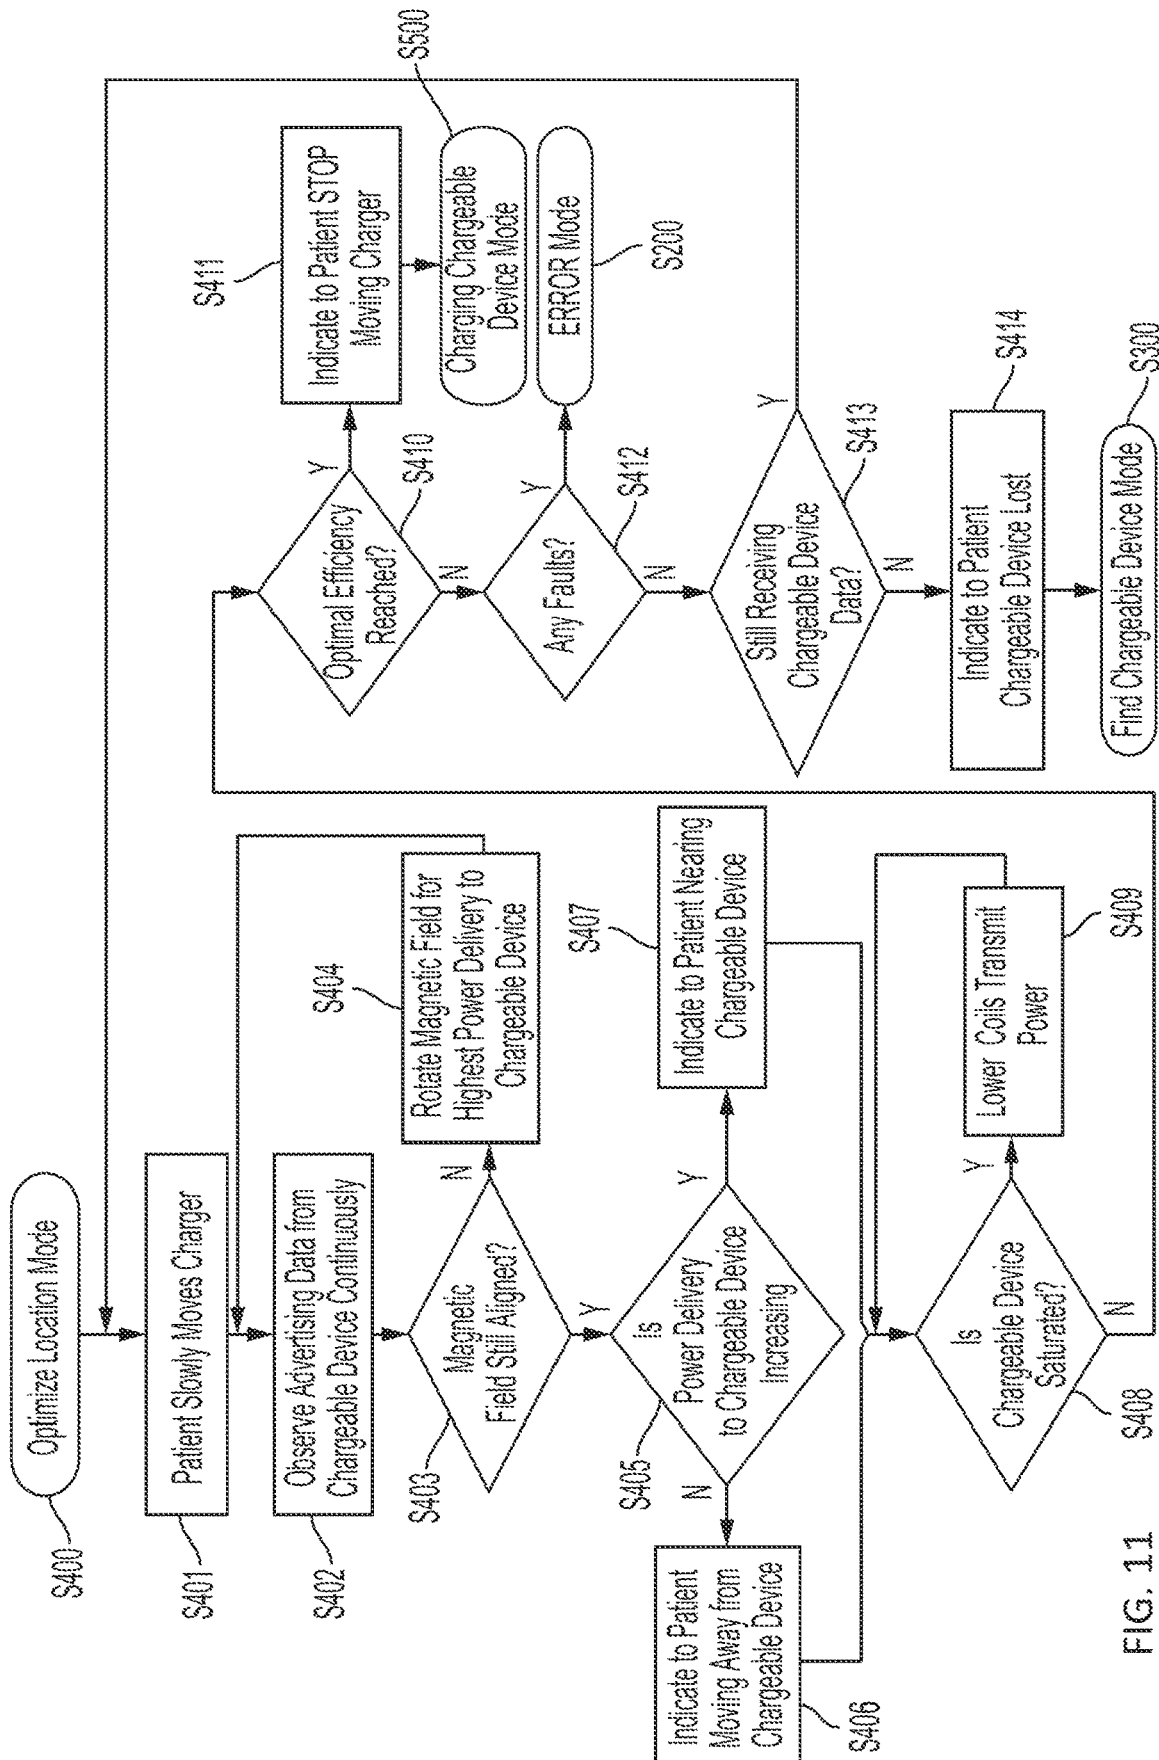 Optimize Location Mode
S400
Patient Slowly Moves Charger
S401
Observe Advertising Data from
Chargeable Device Continuously
S402
Magnetic
Field Still Aligned?
S403
N
Y
Rotate Magnetic Field for
Highest Power Delivery to
Chargeable Device
S404
Is
Power Delivery
to Chargeable Device
Increasing
S405
N
Y
Indicate to Patient
Moving Away from
Chargeable Device
S406
Indicate to Patient Nearing
Chargeable Device
S407
Is
Chargeable Device
Saturated?
S408
Y
N
Lower Coils Transmit
Power
S409
Optimal Efficiency
Reached?
S410
Y
N
Indicate to Patient STOP
Moving Charger
S411
Charging Chargeable
Device Mode
S500
Any Faults?
S412
Y
N
ERROR Mode
S200
Still Receiving
Chargeable Device
Data?
S413
Y
N
Indicate to Patient
Chargeable Device Lost
S414
Find Chargeable Device Mode
S300
FIG. 11